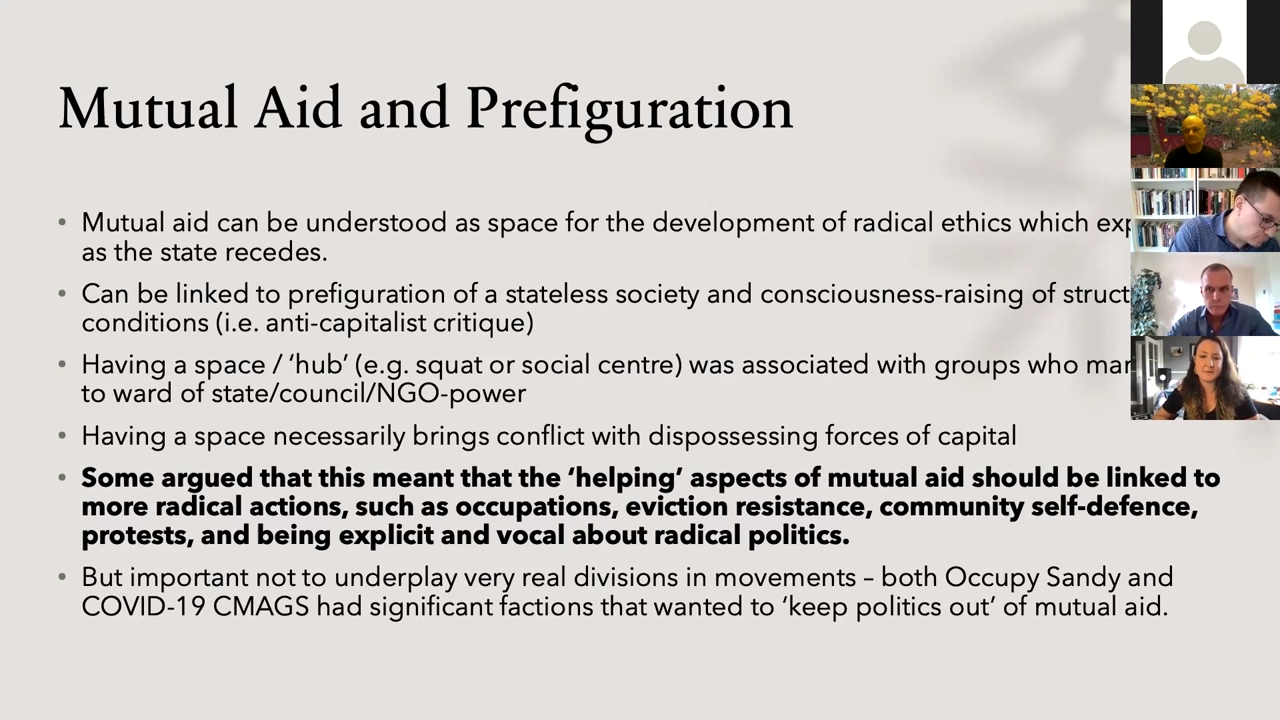 Mutual Aid and Prefiguration
• Mutual aid can be understood as space for the development of radical ethics which
as the state recedes.
• Can be linked to prefiguration of a stateless society and consciousness-raising of
conditions (i.e. anti-capitalist critique)
• Having a space / ‘hub’ (e.g. squat or social centre) was associated with groups who
to ward of state/council/NGO-power
• Having a space necessarily brings conflict with dispossessing forces of capital
• Some argued that this meant that the ‘helping’ aspects of mutual aid should be linked to
more radical actions, such as occupations, eviction resistance, community self-defence,
protests, and being explicit and vocal about radical politics.
• But important not to underplay very real divisions in movements – both Occupy Sandy and
COVID-19 CMAGS had significant factions that wanted to ‘keep politics out’ of mutual aid.